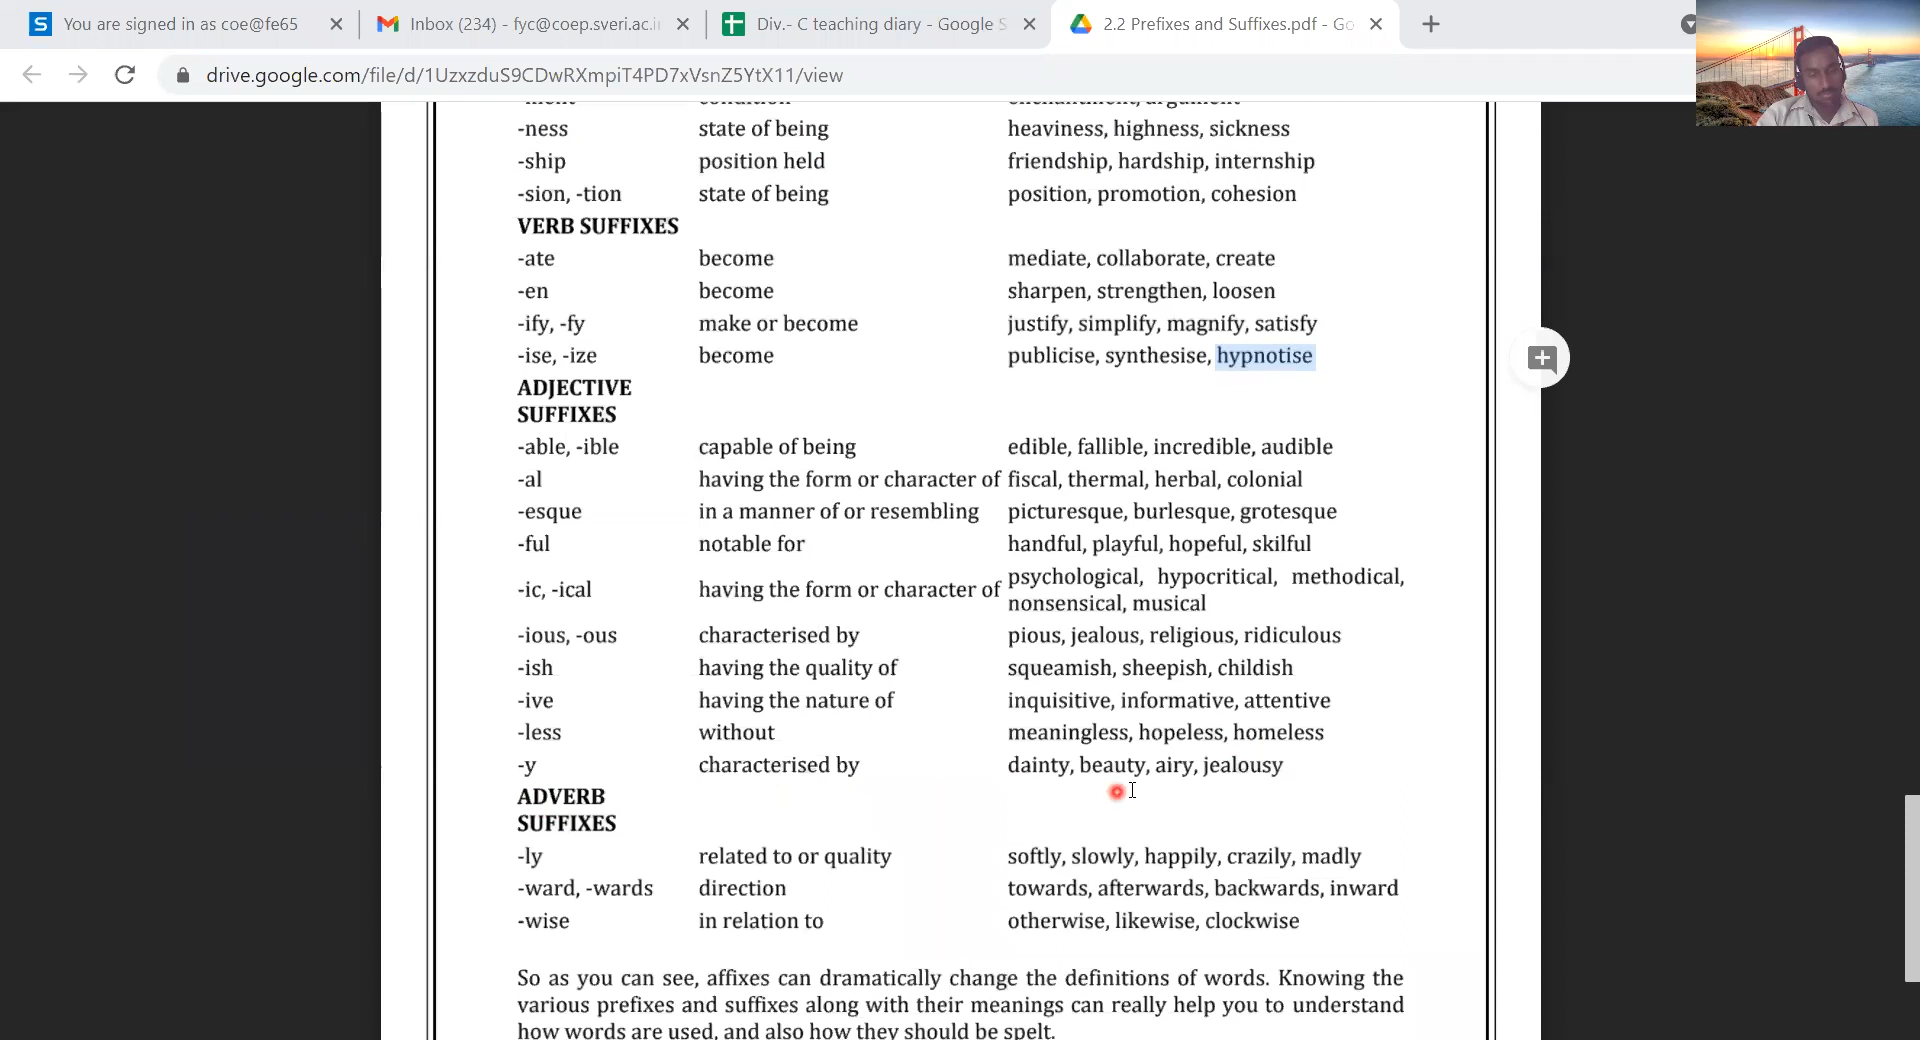 You are signed in as coe@fe65
Inbox (234) - fyc@coep.sveri.ac.i
Div.- C teaching diary - Google S
2.2 Prefixes and Suffixes.pdf - Go
drive.google.com/file/d/1UzxzduS9CDwRXmpiT4PD7xVsnZ5YtX11/view
-ment condition enchantment, argument
-ness state of being heaviness, highness, sickness
-ship position held friendship, hardship, internship
-sion, -tion state of being position, promotion, cohesion
VERB SUFFIXES
-ate become mediate, collaborate, create
-en become sharpen, strengthen, loosen
-ify, -fy make or become justify, simplify, magnify, satisfy
-ise, -ize become publicise, synthesise, hypnotise
ADJECTIVE
SUFFIXES
-able, -ible capable of being edible, fallible, incredible, audible
-al having the form or character of fiscal, thermal, herbal, colonial
-esque in a manner of or resembling picturesque, burlesque, grotesque
-ful notable for handful, playful, hopeful, skilful
-ic, -ical having the form or character of psychological, hypocritical, methodical,
nonsensical, musical
-ious, -ous characterised by pious, jealous, religious, ridiculous
-ish having the quality of squeamish, sheepish, childish
-ive having the nature of inquisitive, informative, attentive
-less without meaningless, hopeless, homeless
-y characterised by dainty, beauty, airy, jealousy
ADVERB
SUFFIXES
-ly related to or quality softly, slowly, happily, crazily, madly
-ward, -wards direction towards, afterwards, backwards, inward
-wise in relation to otherwise, likewise, clockwise
So as you can see, affixes can dramatically change the definitions of words. Knowing the
various prefixes and suffixes along with their meanings can really help you to understand
how words are used, and also how they should be spelt.